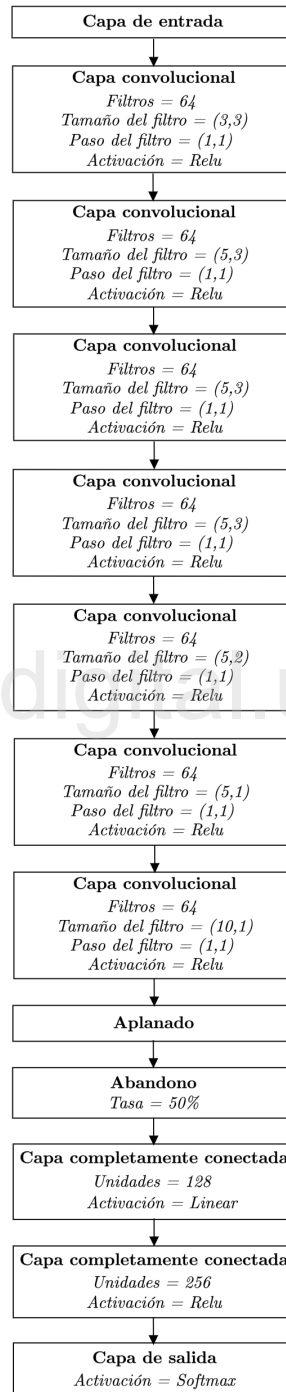 Capa de entrada
Capa convolucional
Filtros = 64
Tamaño del filtro = (3,3)
Paso del filtro = (1,1)
Activación = Relu
Capa convolucional
Filtros = 64
Tamaño del filtro = (5,3)
Paso del filtro = (1,1)
Activación = Relu
Capa convolucional
Filtros = 64
Tamaño del filtro = (5,3)
Paso del filtro = (1,1)
Activación = Relu
Capa convolucional
Filtros = 64
Tamaño del filtro = (5,3)
Paso del filtro = (1,1)
Activación = Relu
Capa convolucional
Filtros = 64
Tamaño del filtro = (5,2)
Paso del filtro = (1,1)
Activación = Relu
digital.u
Capa convolucional
Filtros = 64
Tamaño del filtro = (5,1)
Paso del filtro = (1,1)
Activación = Relu
Capa convolucional
Filtros = 64
Tamaño del filtro = (10,1)
Paso del filtro = (1,1)
Activación = Relu
Aplanado
Abandono
Tasa = 50%
Capa completamente conectada
Unidades = 128
Activación = Linear
Capa completamente conectada
Unidades = 256
Activación = Relu
Capa de salida
Activación = Softmax